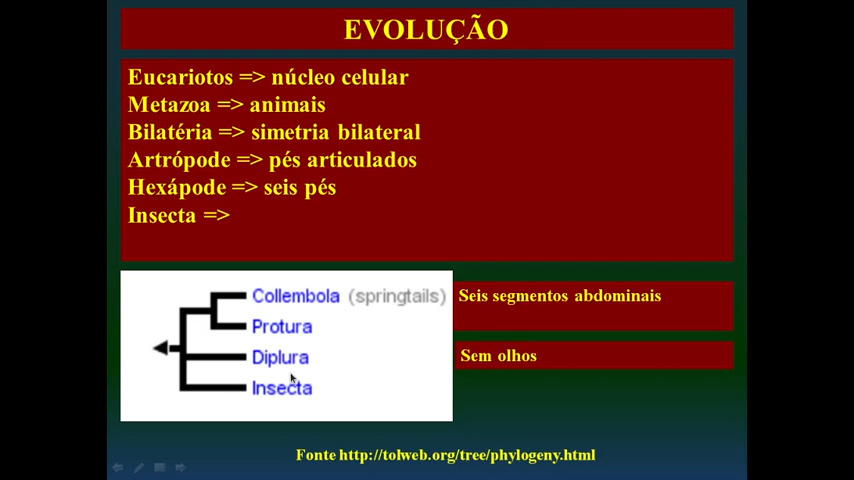 EVOLUÇÃO
Eucariotos => núcleo celular
Metazoa => animais
Bilatéria => simetria bilateral
Artrópode => pés articulados
Hexápode => seis pés
Insecta =>
Collembola (springtails)
Seis segmentos abdominais
Protura
Diplura
Sem olhos
Insecta
Fonte http://tolweb.org/tree/phylogeny.html